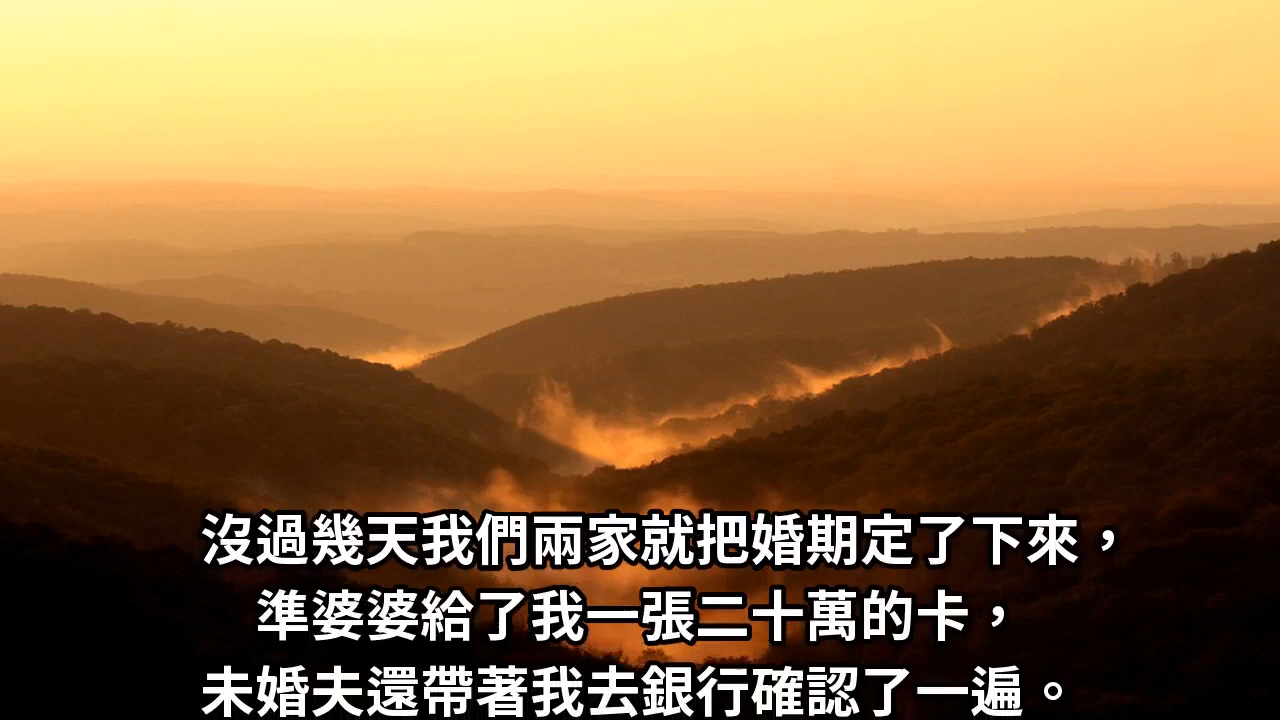 沒過幾天我們兩家就把婚期定了下來，
準婆婆給了我一張二十萬的卡，
未婚夫還帶著我去銀行確認了一遍。